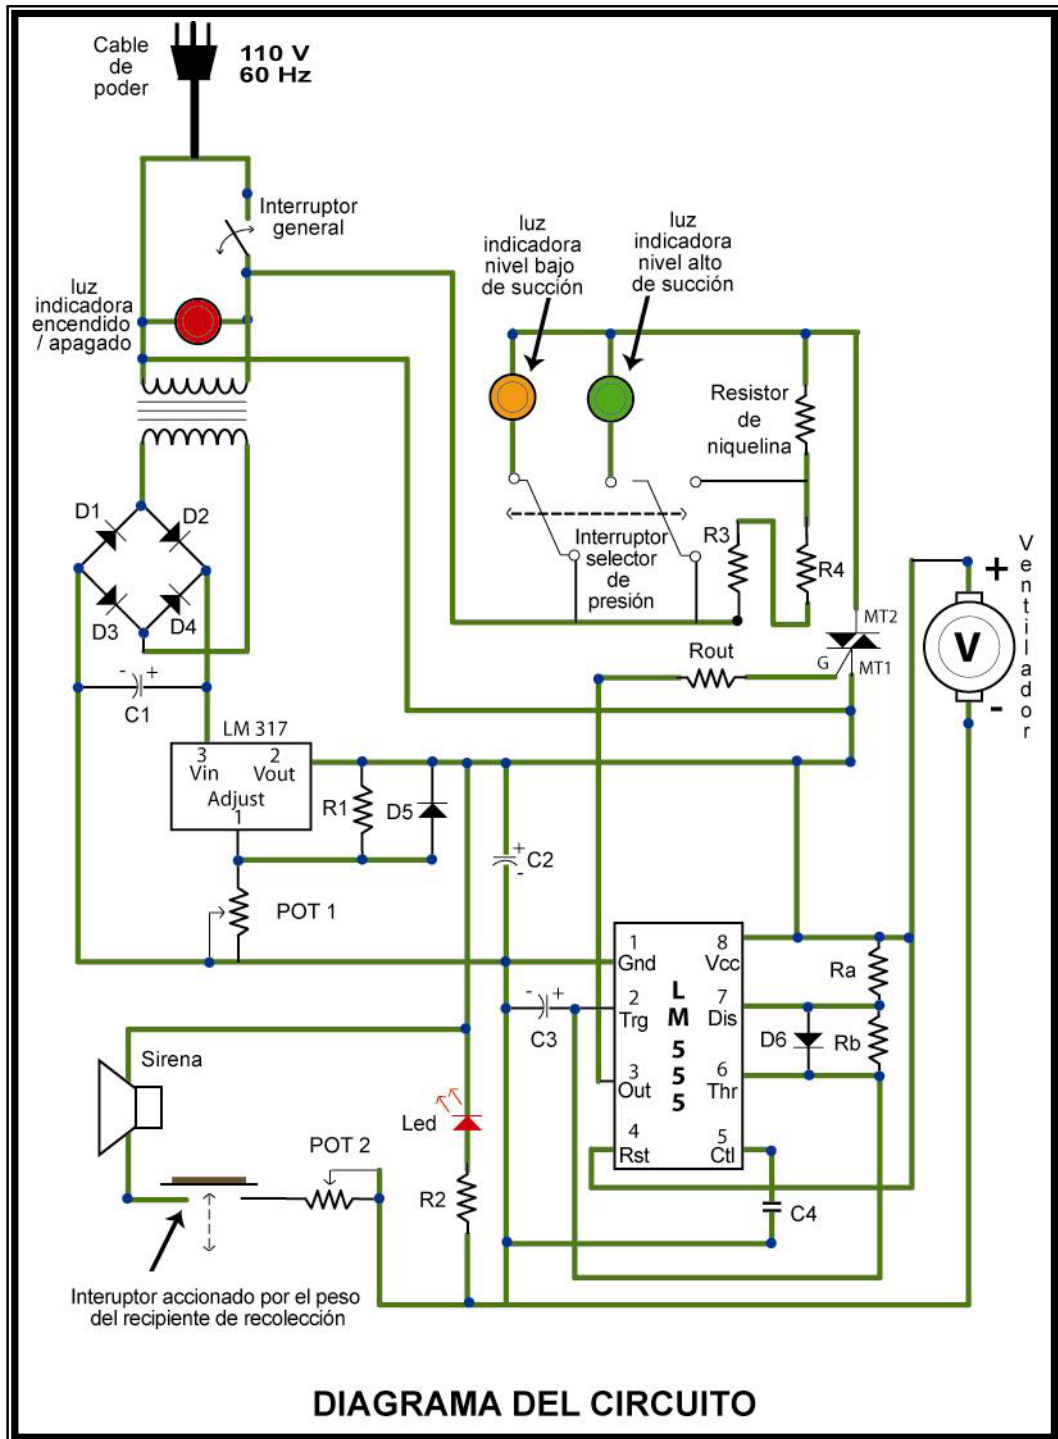 Cable
de
poder
110 V
60 Hz
Interruptor
general
luz
indicadora
encendido
/ apagado
luz
indicadora
nivel bajo
de succión
luz
indicadora
nivel alto
de succión
Resistor
de
niquelina
Interruptor
selector
de
presión
R3
R4
Rout
G
MT2
MT1
Ventilador
+
V
-
D1
D2
D3
D4
- +
C1
LM 317
3
Vin
2
Vout
Adjust
1
R1
D5
+
C2
-
POT 1
1
Gnd
2
Trg
3
Out
4
Rst
LM555
8
Vcc
7
Dis
6
Thr
5
Ctl
- +
C3
Ra
D6
Rb
C4
Sirena
Led
POT 2
R2
Interuptor accionado por el peso
del recipiente de recolección
DIAGRAMA DEL CIRCUITO